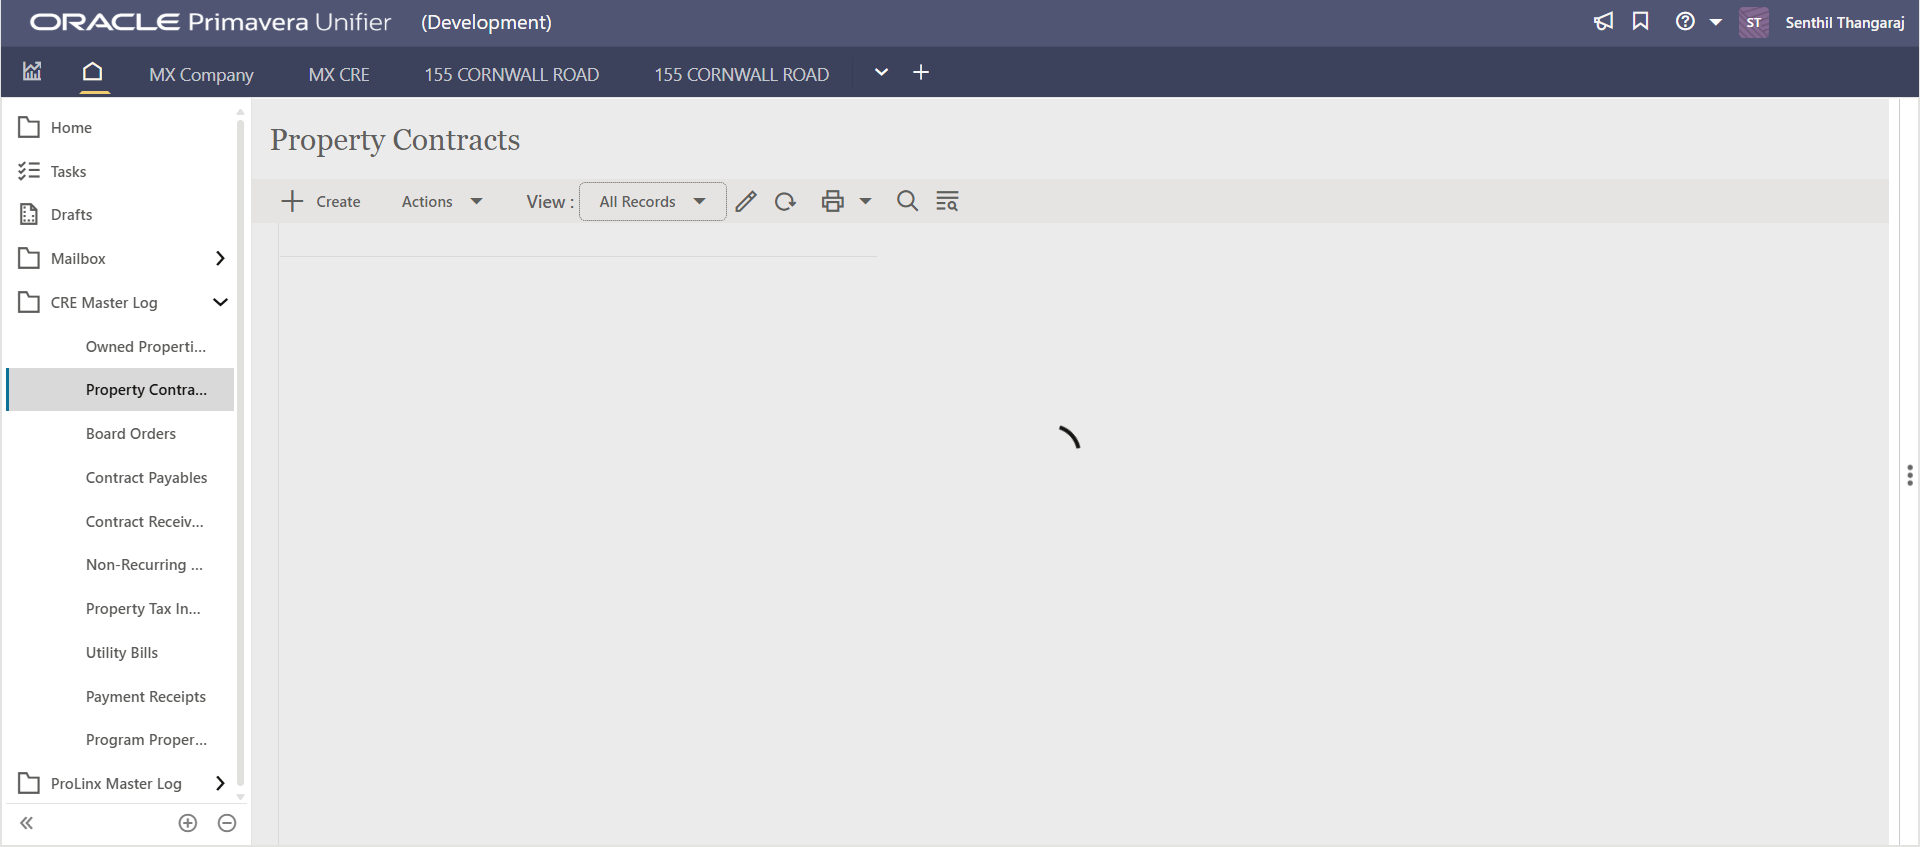 ORACLE Primavera Unifier (Development)
ST Senthil Thangaraj
MX Company MX CRE 155 CORNWALL ROAD 155 CORNWALL ROAD
Home
Tasks
Drafts
Mailbox
CRE Master Log
Owned Properti...
Property Contra...
Board Orders
Contract Payables
Contract Receiv...
Non-Recurring ...
Property Tax In...
Utility Bills
Payment Receipts
Program Proper...
ProLinx Master Log
Property Contracts
Create Actions View : All Records